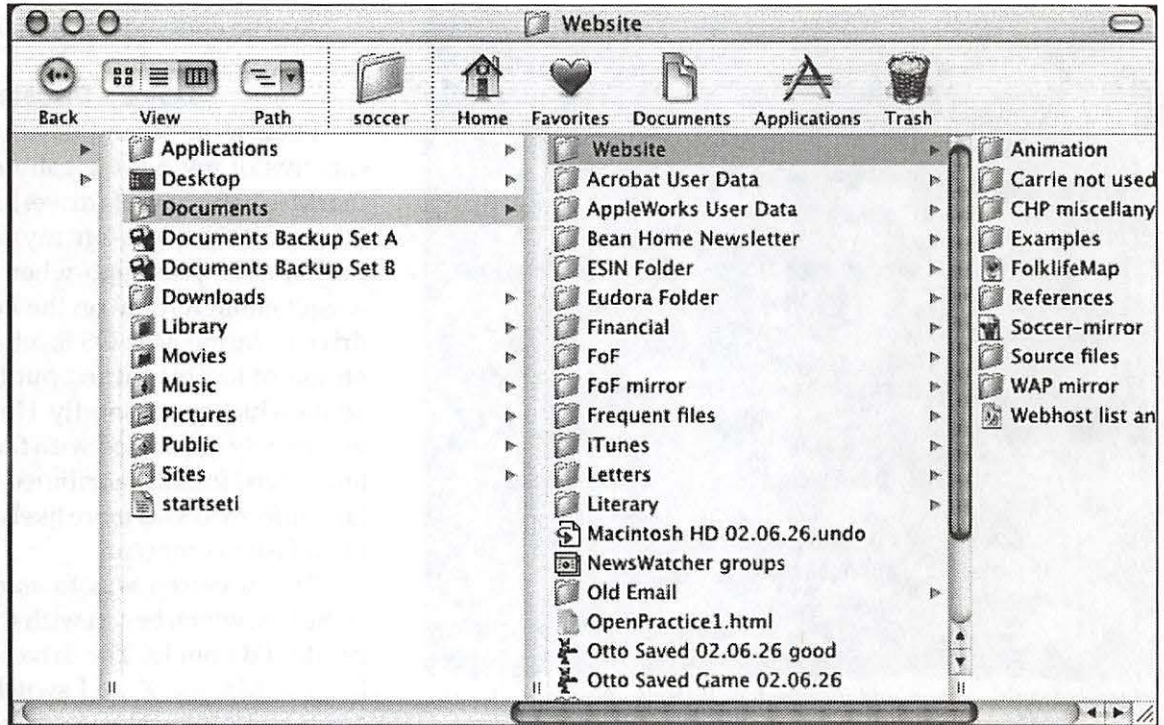 Website
Back View Path soccer Home Favorites Documents Applications Trash
Applications
Desktop
Documents
Documents Backup Set A
Documents Backup Set B
Downloads
Library
Movies
Music
Pictures
Public
Sites
startseti
Website
Acrobat User Data
AppleWorks User Data
Bean Home Newsletter
ESIN Folder
Eudora Folder
Financial
FoF
FoF mirror
Frequent files
iTunes
Letters
Literary
Macintosh HD 02.06.26.undo
NewsWatcher groups
Old Email
OpenPractice1.html
Otto Saved 02.06.26 good
Otto Saved Game 02.06.26
Animation
Carrie not used
CHP miscellany
Examples
FolklifeMap
References
Soccer-mirror
Source files
WAP mirror
Webhost list an